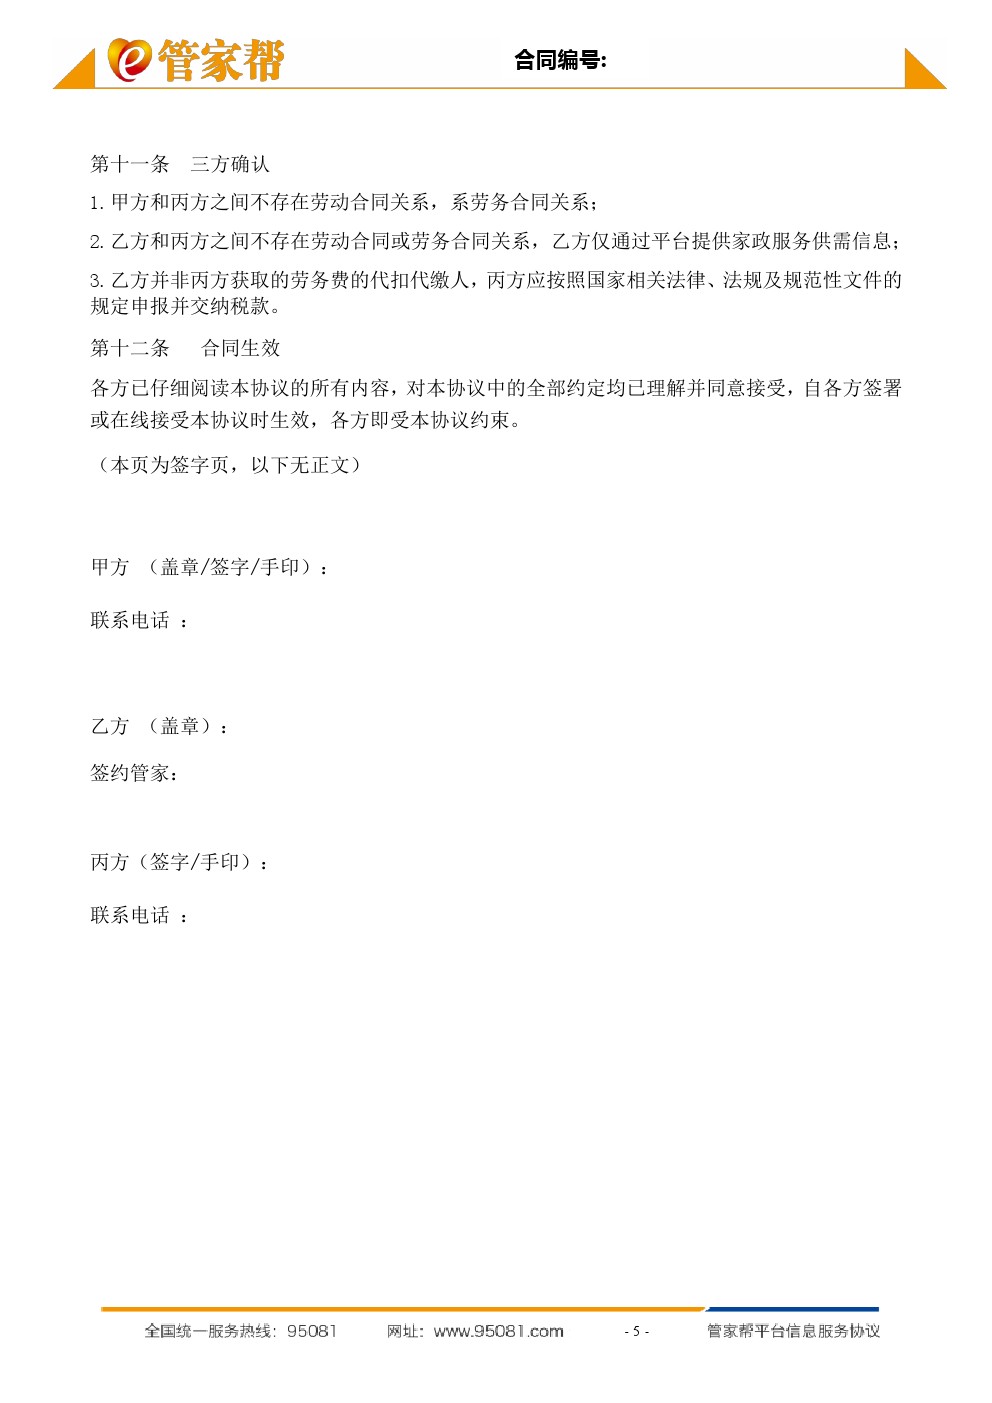 管家帮
合同编号:
第十一条 三方确认
1. 甲方和丙方之间不存在劳动合同关系，系劳务合同关系；
2. 乙方和丙方之间不存在劳动合同或劳务合同关系，乙方仅通过平台提供家政服务供需信息；
3. 乙方并非丙方获取的劳务费的代扣代缴人，丙方应按照国家相关法律、法规及规范性文件的
规定申报并交纳税款。
第十二条 合同生效
各方已仔细阅读本协议的所有内容，对本协议中的全部约定均已理解并同意接受，自各方签署
或在线接受本协议时生效，各方即受本协议约束。
（本页为签字页，以下无正文）
甲方 （盖章/签字/手印）：
联系电话 ：
乙方 （盖章）：
签约管家：
丙方（签字/手印）：
联系电话 ：
全国统一服务热线：95081 网址：www.95081.com - 5 - 管家帮平台信息服务协议